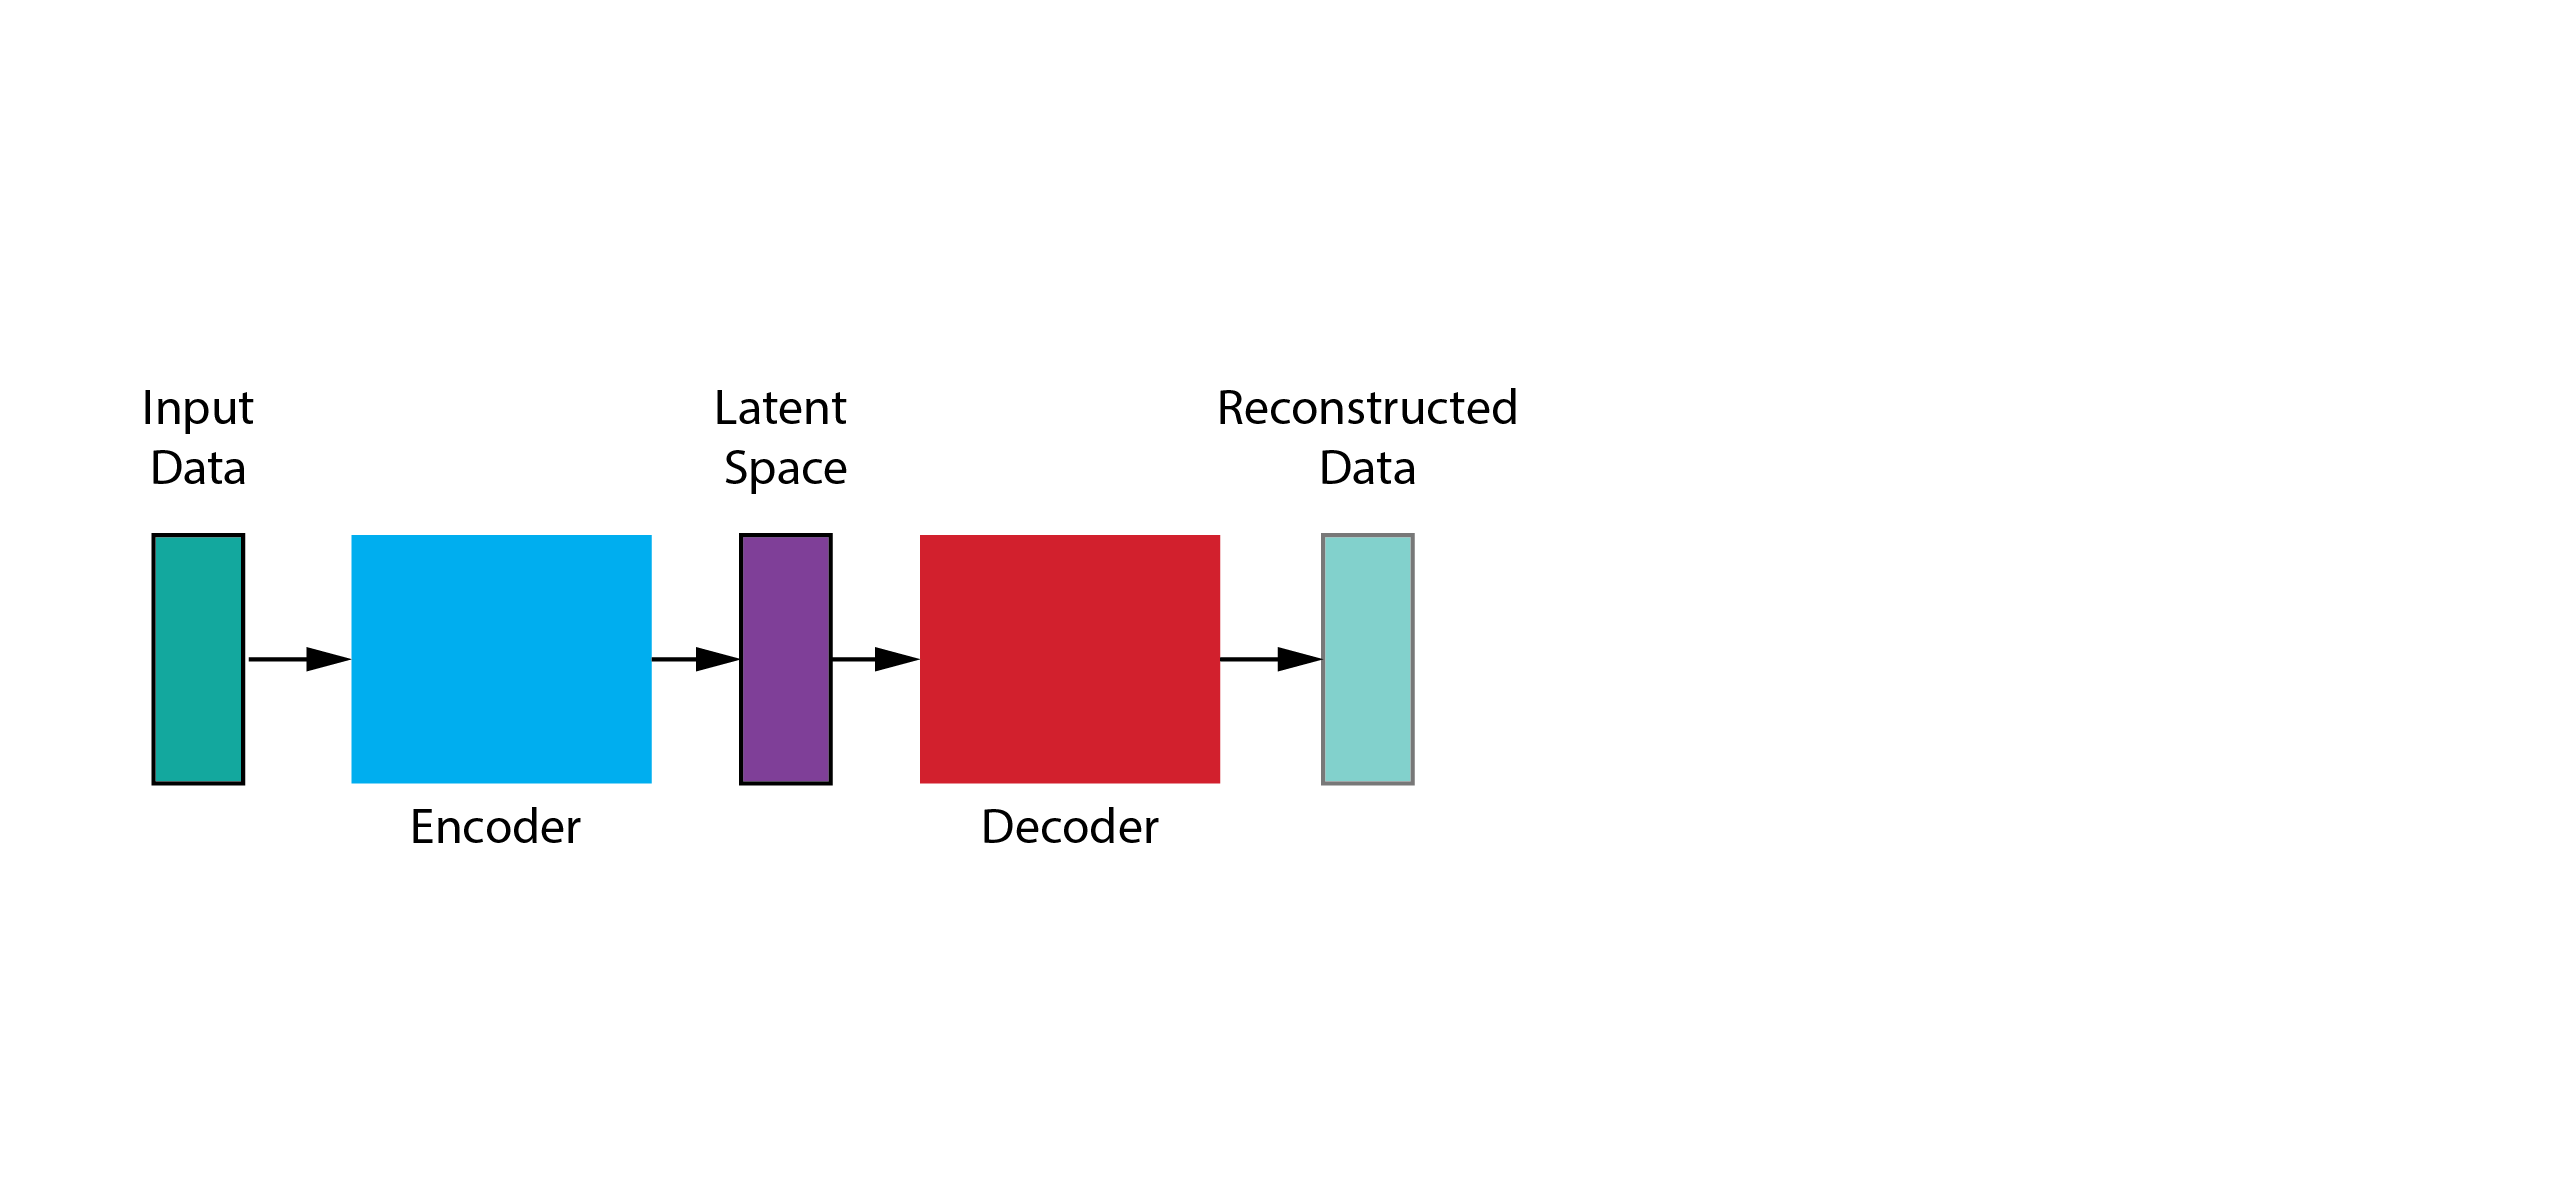 Input
Data
Latent
Space
Reconstructed
Data
Encoder
Decoder